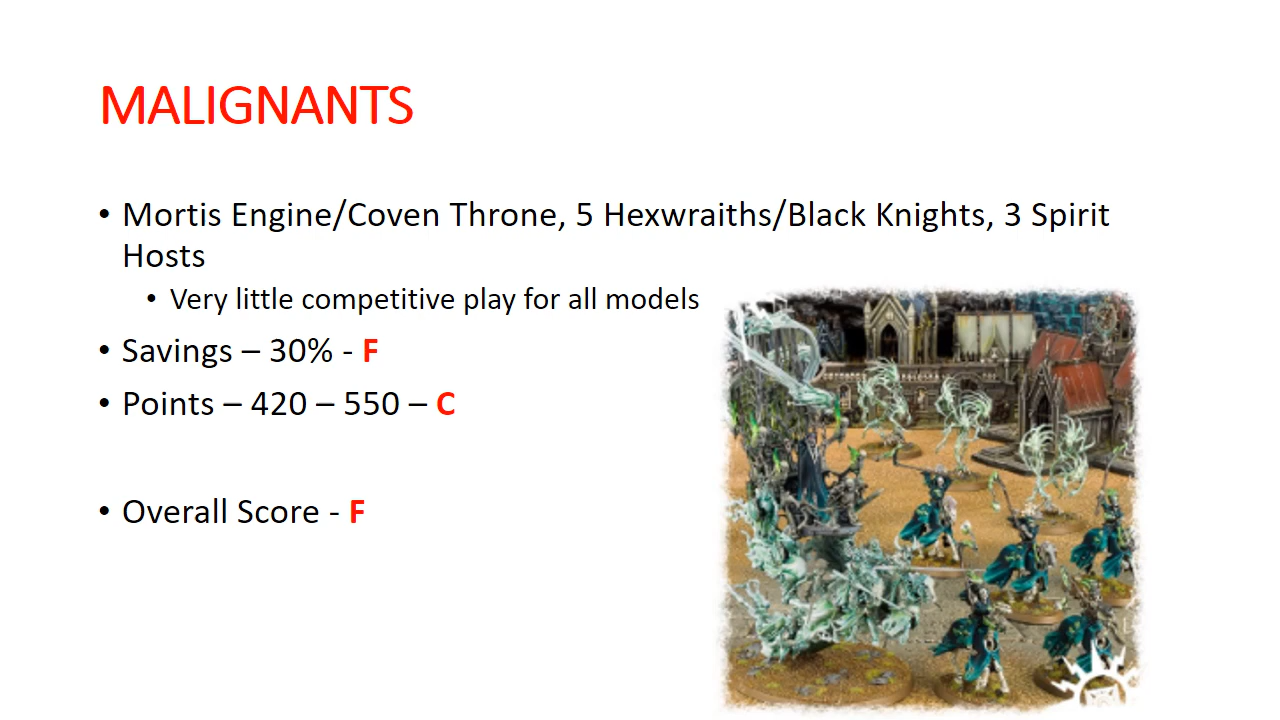 MALIGNANTS
• Mortis Engine/Coven Throne, 5 Hexwraiths/Black Knights, 3 Spirit
Hosts
• Very little competitive play for all models
• Savings – 30% - F
• Points – 420 – 550 – C
• Overall Score - F